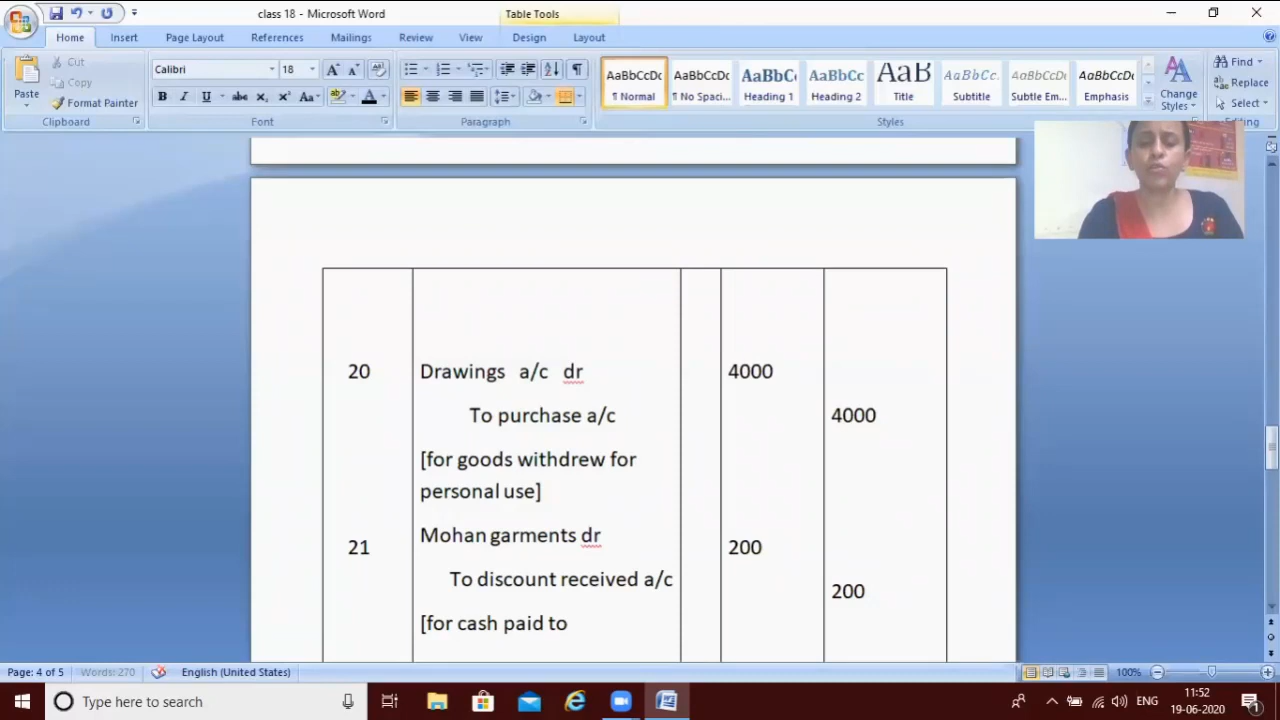 class 18 - Microsoft Word
Table Tools
Home Insert Page Layout References Mailings Review View Design Layout
Paste
Cut
Copy
Format Painter
Clipboard
Calibri 18
Font
Paragraph
AaBbCcDc AaBbCcDc AaBbC AaBbCc AaB AaBbCc. AaBbCcDc AaBbCcDc
¶ Normal ¶ No Spaci... Heading 1 Heading 2 Title Subtitle Subtle Em... Emphasis
Change Styles
Styles
Find
Replace
Select
Editing
20 Drawings a/c dr 4000
To purchase a/c 4000
[for goods withdrew for
personal use]
21 Mohan garments dr 200
To discount received a/c 200
[for cash paid to
Page: 4 of 5 Words: 270 English (United States) 100%
Type here to search
ENG
11:52
19-06-2020